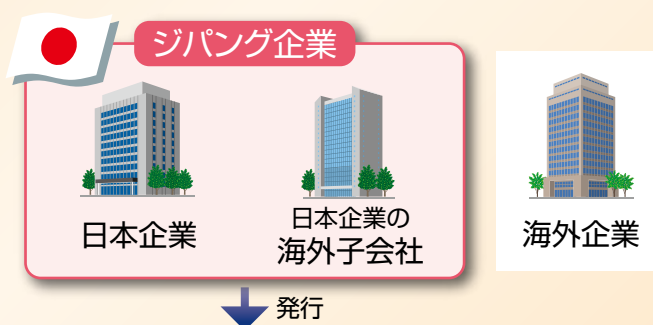 ジパング企業
日本企業
日本企業の
海外子会社
海外企業
発行